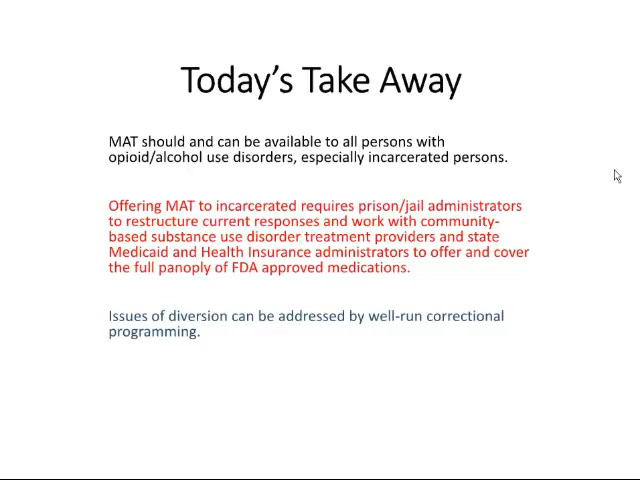 Today's Take Away
MAT should and can be available to all persons with
opioid/alcohol use disorders, especially incarcerated persons.
Offering MAT to incarcerated requires prison/jail administrators
to restructure current responses and work with community-
based substance use disorder treatment providers and state
Medicaid and Health Insurance administrators to offer and cover
the full panoply of FDA approved medications.
Issues of diversion can be addressed by well-run correctional
programming.